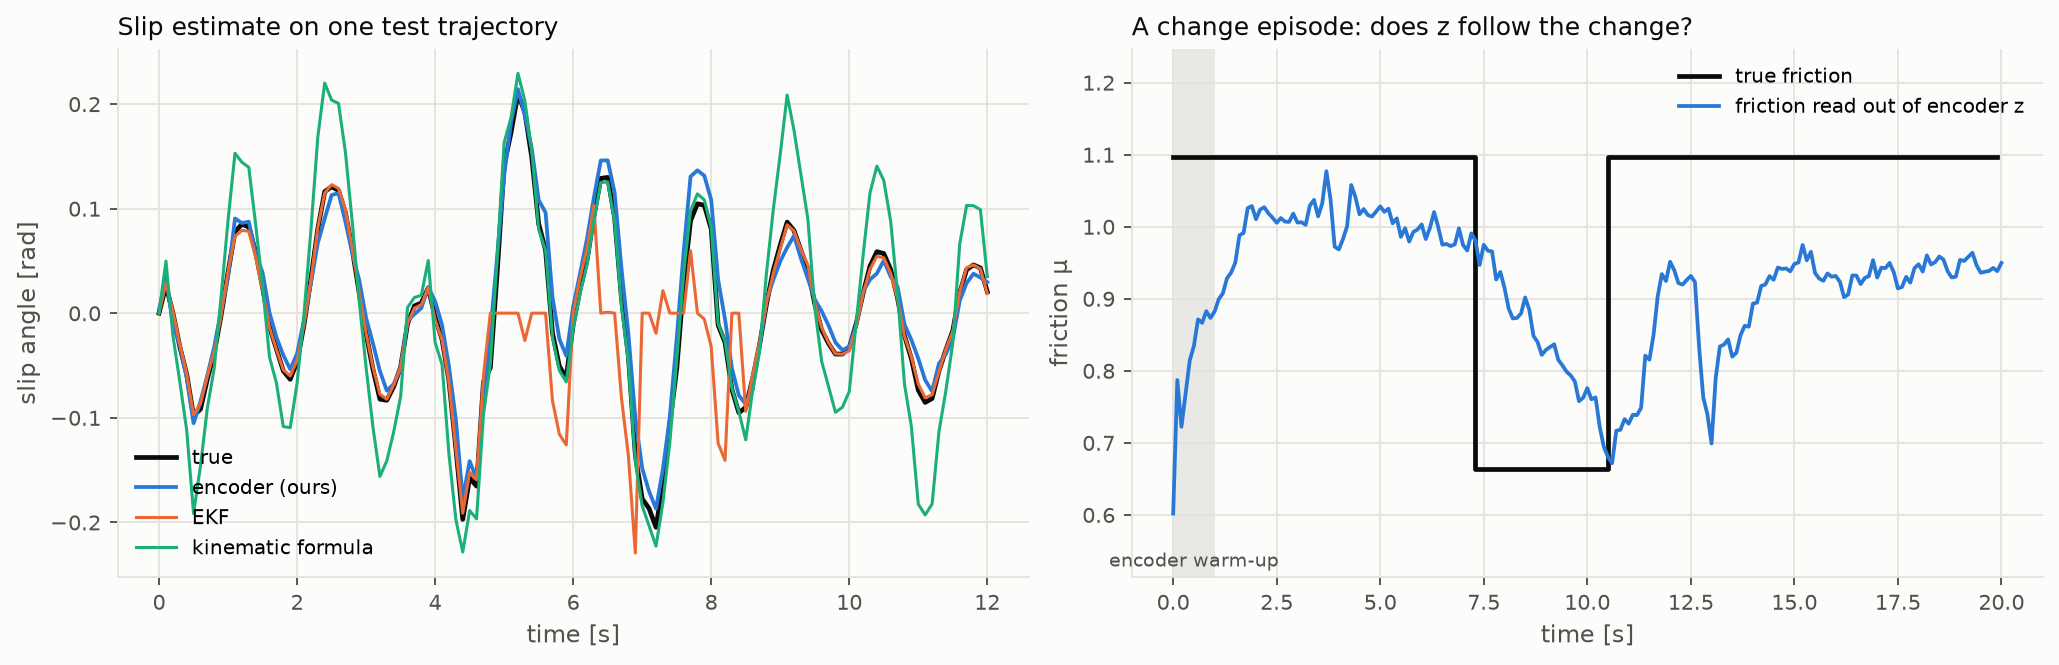 Slip estimate on one test trajectory
slip angle [rad]
0.2
0.1
0.0
−0.1
−0.2
true
encoder (ours)
EKF
kinematic formula
0
2
4
6
8
10
12
time [s]
A change episode: does z follow the change?
friction μ
1.2
1.1
1.0
0.9
0.8
0.7
0.6
true friction
friction read out of encoder z
encoder warm-up
0.0
2.5
5.0
7.5
10.0
12.5
15.0
17.5
20.0
time [s]